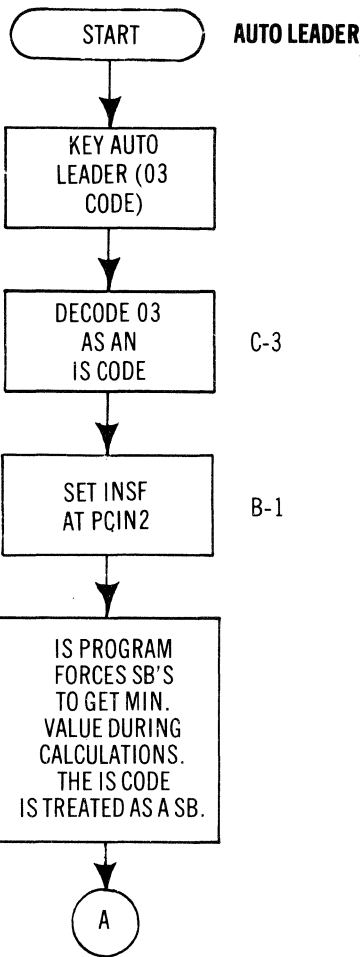 START
AUTO LEADER
KEY AUTO
LEADER (03
CODE)
DECODE 03
AS AN
IS CODE
C-3
SET INSF
AT PCIN2
B-1
IS PROGRAM
FORCES SB'S
TO GET MIN.
VALUE DURING
CALCULATIONS.
THE IS CODE
IS TREATED AS A SB.
A